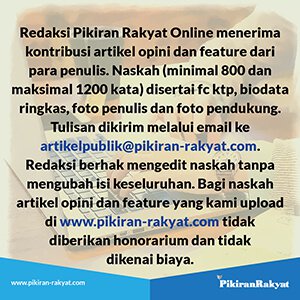 Redaksi Pikiran Rakyat Online menerima
kontribusi artikel opini dan feature dari
para penulis. Naskah (minimal 800 dan
maksimal 1200 kata) disertai fc ktp, biodata
ringkas, foto penulis dan foto pendukung.
Tulisan dikirim melalui email ke
artikelpublik@pikiran-rakyat.com.
Redaksi berhak mengedit naskah tanpa
mengubah isi keseluruhan. Bagi naskah
artikel opini dan feature yang kami upload
di www.pikiran-rakyat.com tidak
diberikan honorarium dan tidak
dikenai biaya.
www.pikiran-rakyat.com
PikiranRakyat